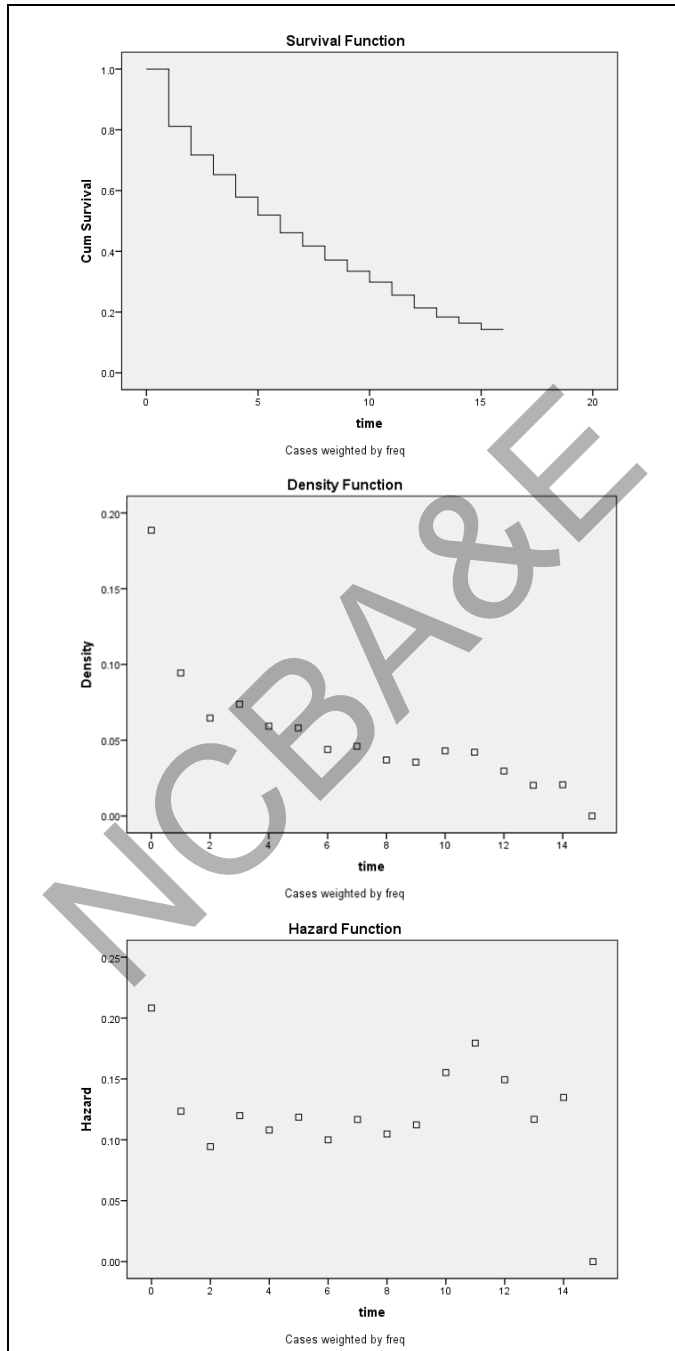 Survival Function
1.0
0.8
0.6
0.4
0.2
0.0
Cum Survival
0 5 10 15 20
time
Cases weighted by freq
Density Function
0.20
0.15
0.10
0.05
0.00
Density
0 2 4 6 8 10 12 14
time
Cases weighted by freq
Hazard Function
0.25
0.20
0.15
0.10
0.05
0.00
Hazard
0 2 4 6 8 10 12 14
time
Cases weighted by freq
NCBA&E